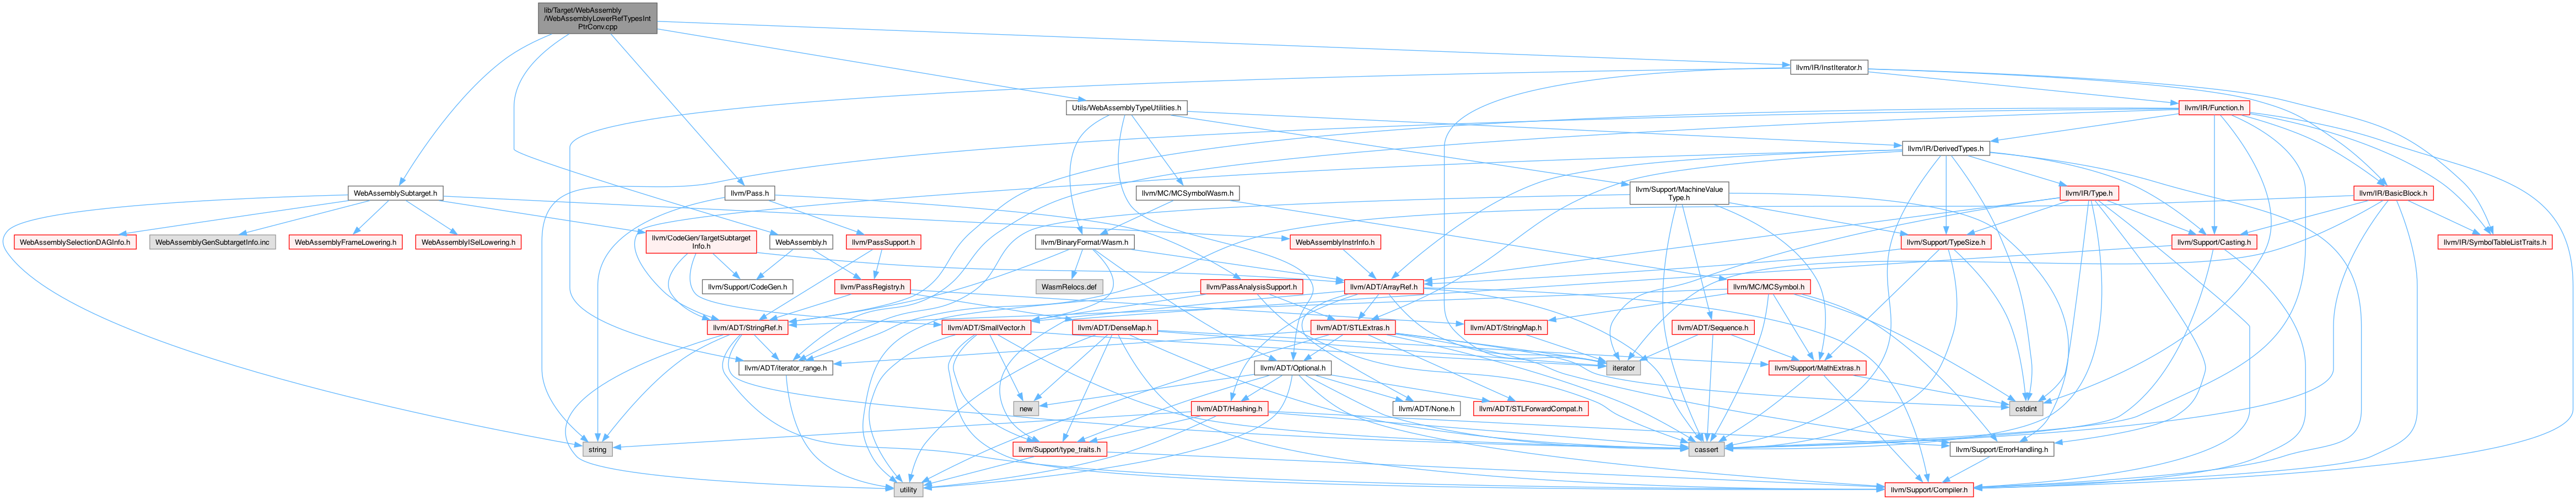 lib/Target/WebAssembly
/WebAssemblyLowerRefTypesInt
PtrConv.cpp
llvm/IR/InstIterator.h
Utils/WebAssemblyTypeUtilities.h
llvm/IR/Function.h
llvm/IR/DerivedTypes.h
WebAssemblySubtarget.h
llvm/Pass.h
llvm/MC/MCSymbolWasm.h
llvm/Support/MachineValue
Type.h
llvm/IR/Type.h
llvm/IR/BasicBlock.h
WebAssemblySelectionDAGInfo.h
WebAssemblyGenSubtargetInfo.inc
WebAssemblyFrameLowering.h
WebAssemblyISelLowering.h
llvm/CodeGen/TargetSubtarget
Info.h
WebAssembly.h
llvm/PassSupport.h
llvm/BinaryFormat/Wasm.h
WebAssemblyInstrInfo.h
llvm/Support/TypeSize.h
llvm/Support/Casting.h
llvm/IR/SymbolTableListTraits.h
llvm/Support/CodeGen.h
llvm/PassRegistry.h
WasmRelocs.def
llvm/PassAnalysisSupport.h
llvm/ADT/ArrayRef.h
llvm/MC/MCSymbol.h
llvm/ADT/StringRef.h
llvm/ADT/SmallVector.h
llvm/ADT/DenseMap.h
llvm/ADT/STLExtras.h
llvm/ADT/StringMap.h
llvm/ADT/Sequence.h
llvm/ADT/iterator_range.h
llvm/ADT/Optional.h
iterator
llvm/Support/MathExtras.h
new
llvm/ADT/Hashing.h
llvm/ADT/None.h
llvm/ADT/STLForwardCompat.h
cstdint
string
llvm/Support/type_traits.h
cassert
llvm/Support/ErrorHandling.h
utility
llvm/Support/Compiler.h